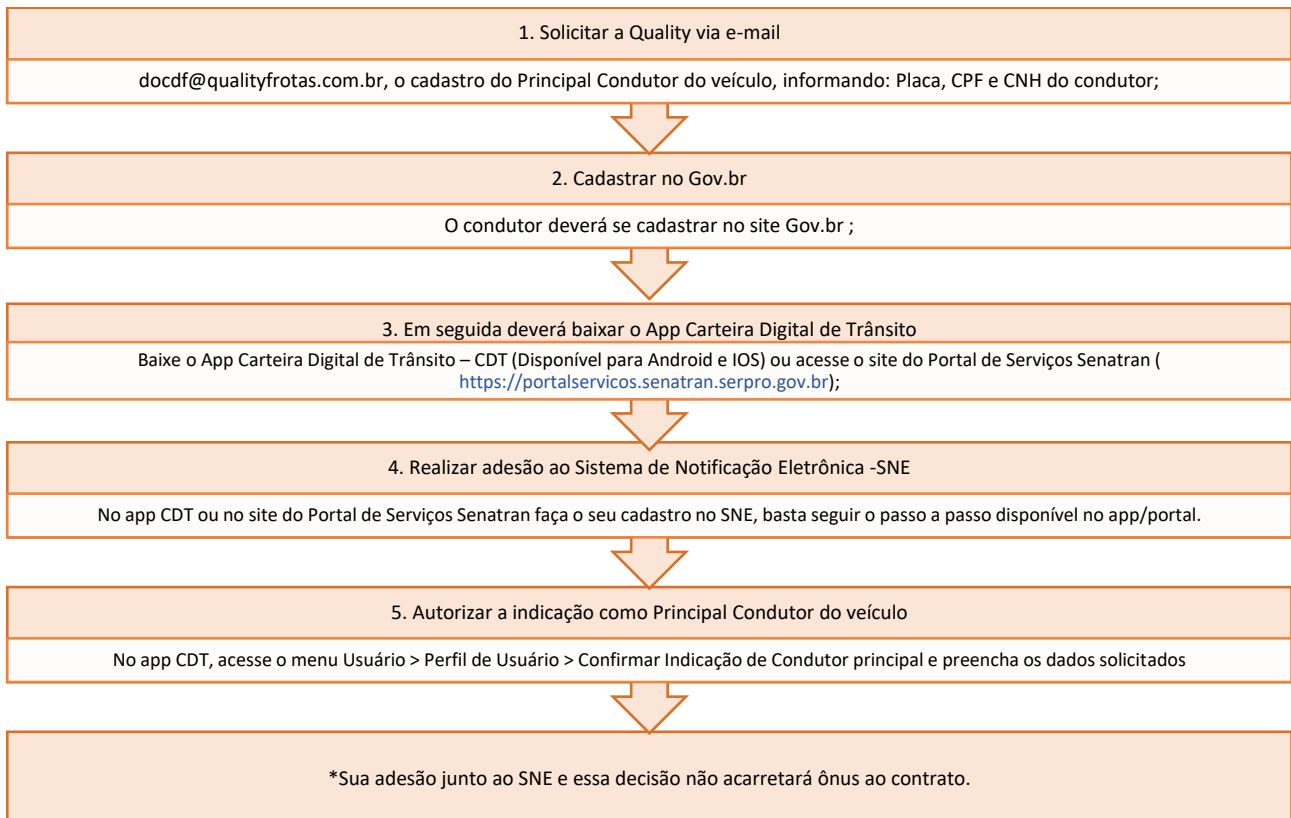 1. Solicitar a Quality via e-mail
docdf@qualityfrotas.com.br, o cadastro do Principal Condutor do veículo, informando: Placa, CPF e CNH do condutor;
2. Cadastrar no Gov.br
O condutor deverá se cadastrar no site Gov.br ;
3. Em seguida deverá baixar o App Carteira Digital de Trânsito
Baixe o App Carteira Digital de Trânsito – CDT (Disponível para Android e IOS) ou acesse o site do Portal de Serviços Senatran (
https://portalservicos.senatran.serpro.gov.br);
4. Realizar adesão ao Sistema de Notificação Eletrônica -SNE
No app CDT ou no site do Portal de Serviços Senatran faça o seu cadastro no SNE, basta seguir o passo a passo disponível no app/portal.
5. Autorizar a indicação como Principal Condutor do veículo
No app CDT, acesse o menu Usuário > Perfil de Usuário > Confirmar Indicação de Condutor principal e preencha os dados solicitados
*Sua adesão junto ao SNE e essa decisão não acarretará ônus ao contrato.